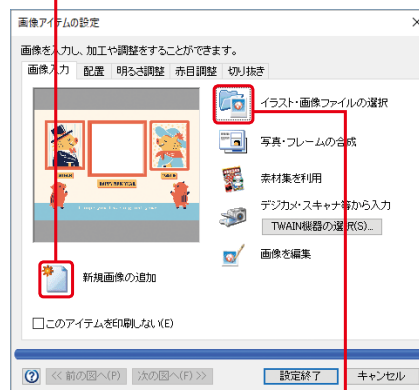 画像アイテムの設定
画像を入力し、加工や調整をすることができます。
画像入力 配置 明るさ調整 赤目調整 切り抜き
イラスト・画像ファイルの選択
写真・フレームの合成
素材集を利用
デジカメ・スキャナ等から入力
TWAIN機器の選択(S)...
画像を編集
HAPPY NEW YEAR
新規画像の追加
このアイテムを印刷しない(E)
<< 前の図へ(P) 次の図へ(F) >> 設定終了 キャンセル